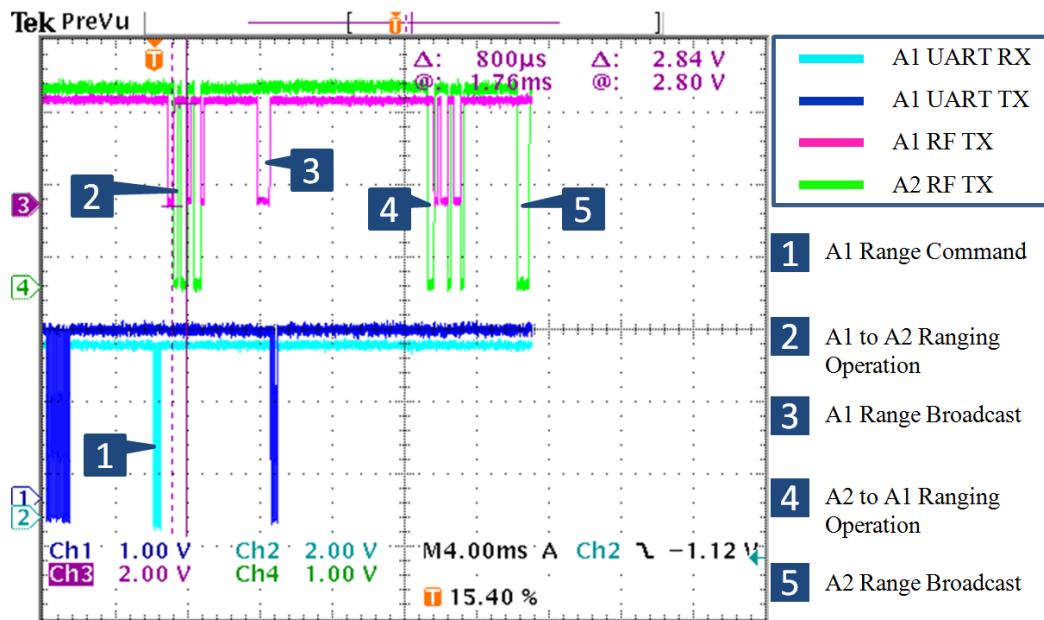 Tek PreVu [ T ]
T
Δ: 800µs Δ: 2.84 V
@: 1.76ms @: 2.80 V
2
3
4
5
3
4
1
1
2
Ch1 1.00 V Ch2 2.00 V M4.00ms A Ch2 -1.12 V
Ch3 2.00 V Ch4 1.00 V
T 15.40 %
A1 UART RX
A1 UART TX
A1 RF TX
A2 RF TX
1 A1 Range Command
2 A1 to A2 Ranging
Operation
3 A1 Range Broadcast
4 A2 to A1 Ranging
Operation
5 A2 Range Broadcast